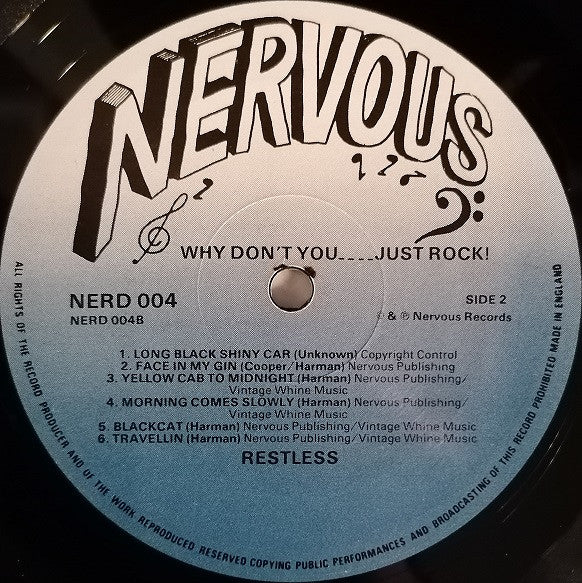 NERVOUS
WHY DON'T YOU....JUST ROCK!
NERD 004
NERD 004B
SIDE 2
© & ℗ Nervous Records
1. LONG BLACK SHINY CAR (Unknown) Copyright Control
2. FACE IN MY GIN (Cooper/Harman) Nervous Publishing
3. YELLOW CAB TO MIDNIGHT (Harman) Nervous Publishing/
Vintage Whine Music
4. MORNING COMES SLOWLY (Harman) Nervous Publishing/
Vintage Whine Music
5. BLACKCAT (Harman) Nervous Publishing/Vintage Whine Music
6. TRAVELLIN (Harman) Nervous Publishing/Vintage Whine Music
RESTLESS
ALL RIGHTS OF THE RECORD PRODUCER AND OF THE WORK REPRODUCED RESERVED COPYING PUBLIC PERFORMANCES AND BROADCASTING OF THIS RECORD PROHIBITED MADE IN ENGLAND